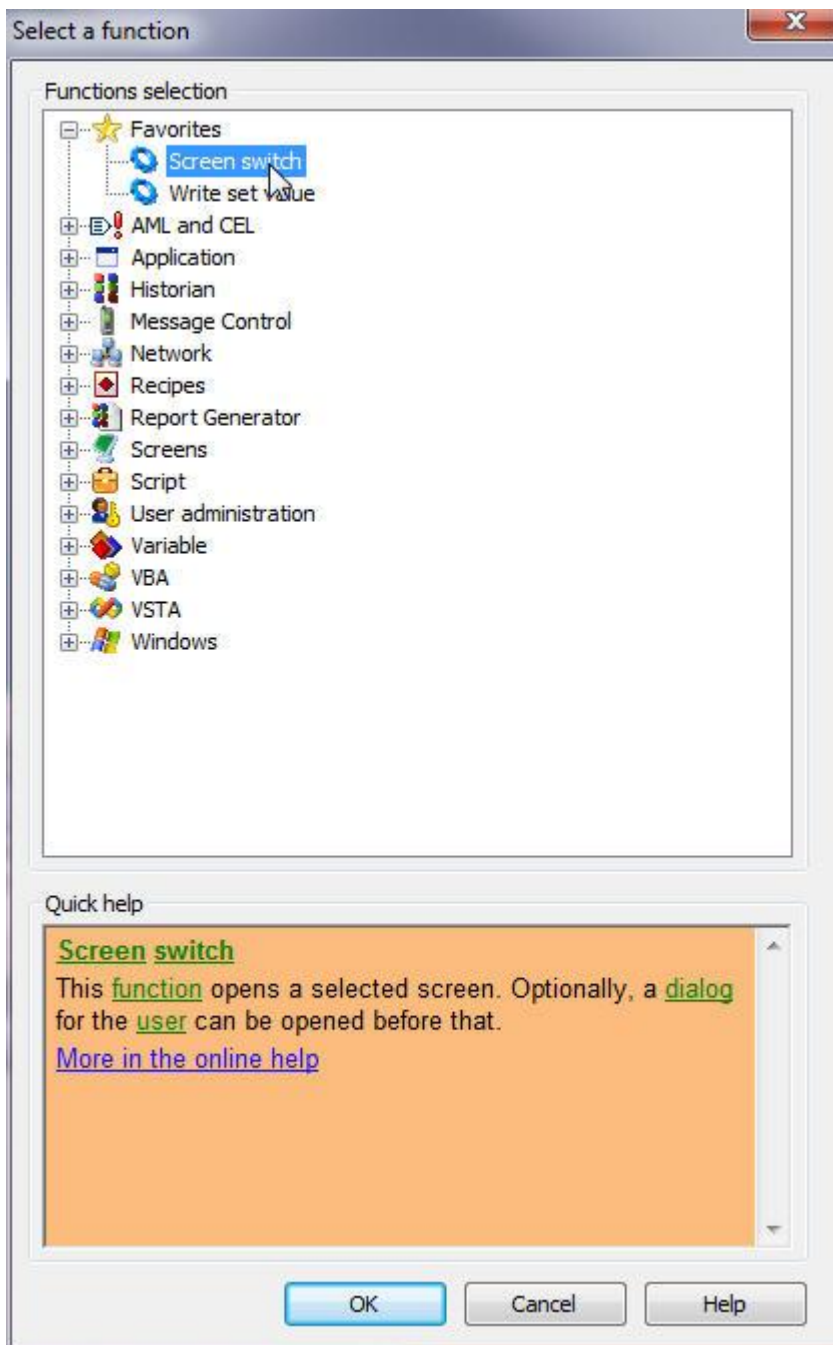 Select a function
Functions selection
Favorites
Screen switch
Write set value
AML and CEL
Application
Historian
Message Control
Network
Recipes
Report Generator
Screens
Script
User administration
Variable
VBA
VSTA
Windows
Quick help
Screen switch
This function opens a selected screen. Optionally, a dialog
for the user can be opened before that.
More in the online help
OK Cancel Help